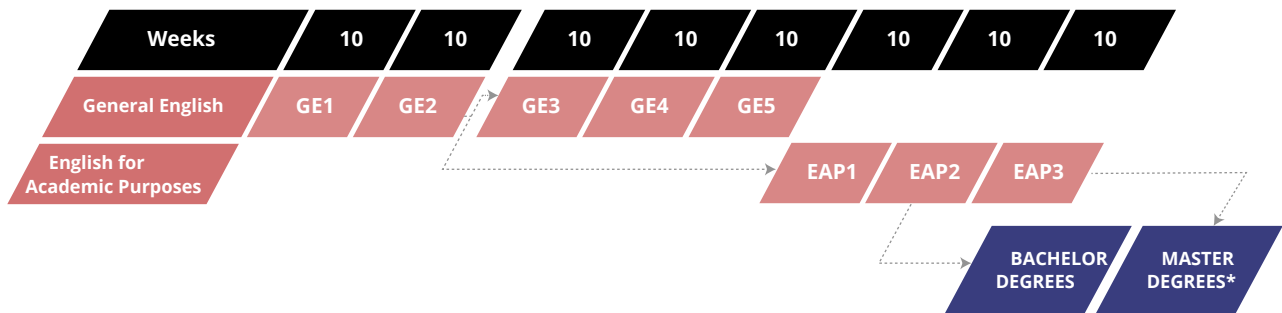 Weeks 10 10 10 10 10 10 10 10
General English GE1 GE2 GE3 GE4 GE5
English for
Academic Purposes
EAP1 EAP2 EAP3
BACHELOR
DEGREES
MASTER
DEGREES*